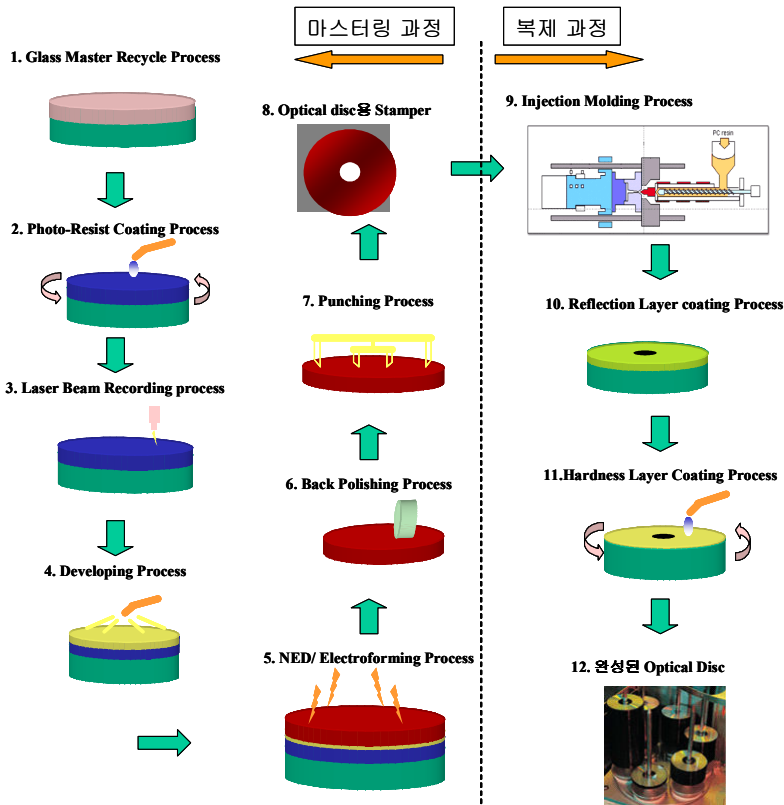 마스터링 과정
복제 과정
1. Glass Master Recycle Process
2. Photo-Resist Coating Process
3. Laser Beam Recording process
4. Developing Process
5. NED/ Electroforming Process
6. Back Polishing Process
7. Punching Process
8. Optical disc용 Stamper
9. Injection Molding Process
PC resin
10. Reflection Layer coating Process
11.Hardness Layer Coating Process
12. 완성된 Optical Disc